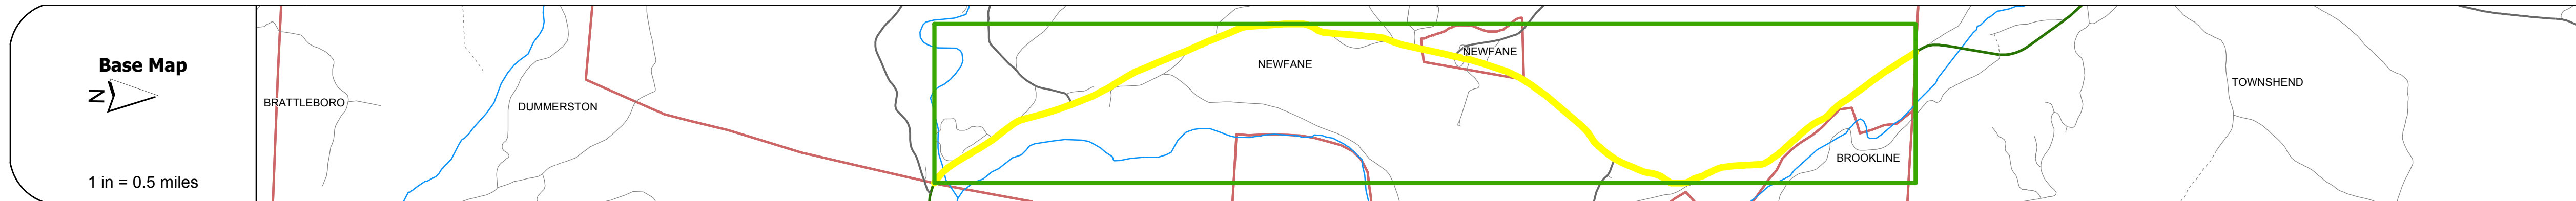 Base Map
N
1 in = 0.5 miles
BRATTLEBORO
DUMMERSTON
NEWFANE
NEWFANE
BROOKLINE
TOWNSHEND